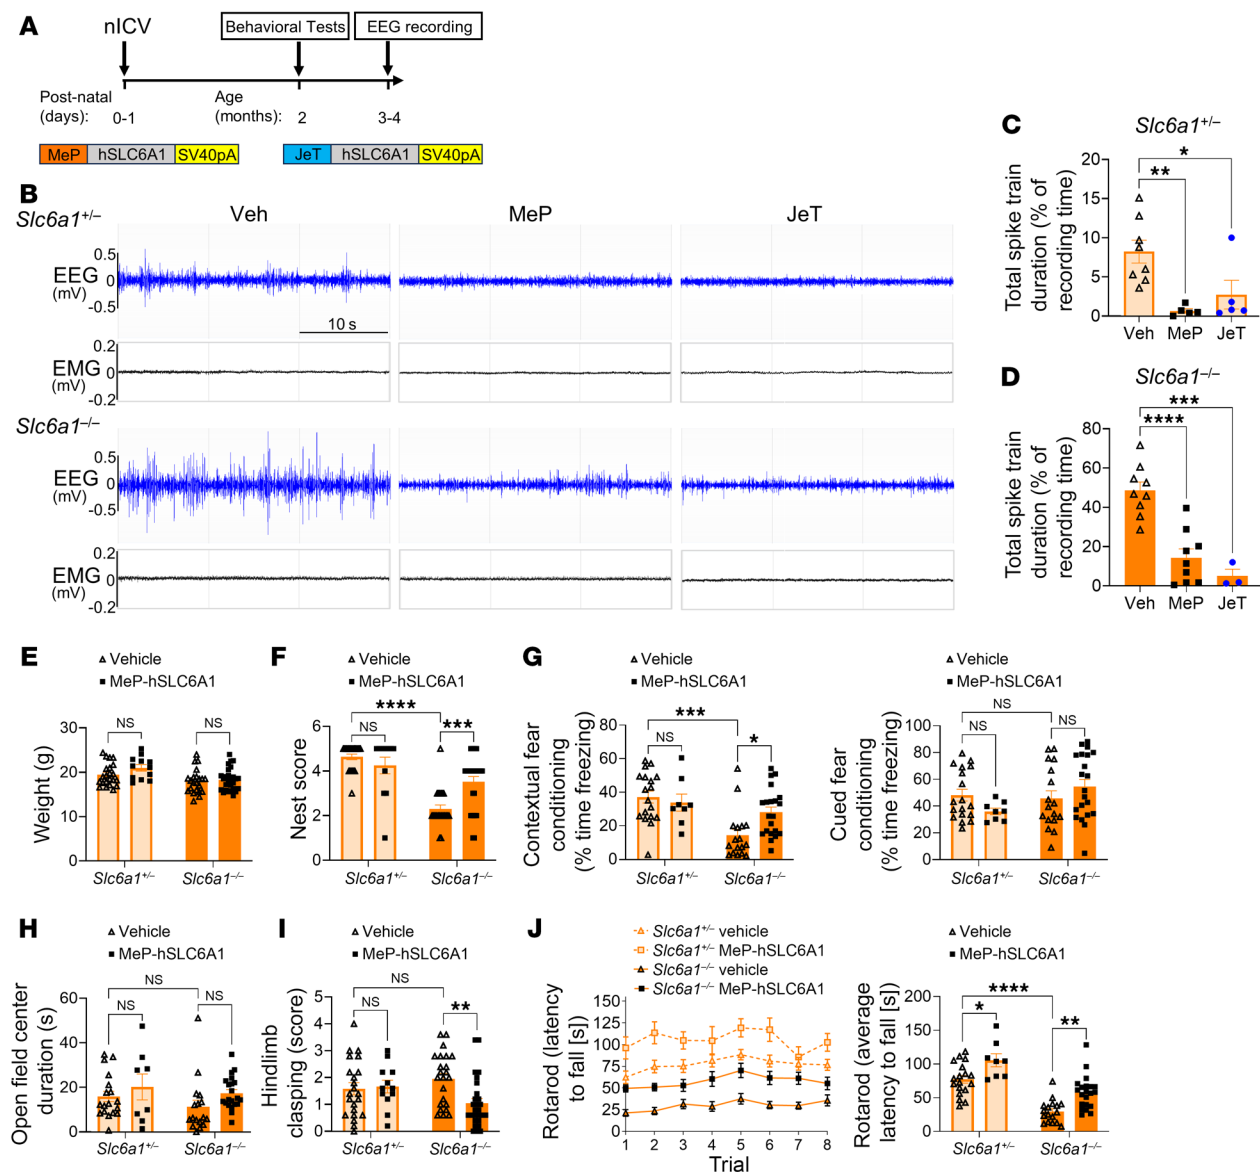 A
nICV
Behavioral Tests
EEG recording
Post-natal
(days):
0-1
Age
(months):
2
3-4
MeP hSLC6A1 SV40pA
JeT hSLC6A1 SV40pA
B
Slc6a1+/–
Veh
MeP
JeT
EEG
(mV)
0.5
0
-0.5
10 s
EMG
(mV)
0.2
0
-0.2
Slc6a1–/–
EEG
(mV)
0.5
0
-0.5
EMG
(mV)
0.2
0
-0.2
C
Slc6a1+/–
Total spike train
duration (% of
recording time)
20
15
10
5
0
*
**
Veh MeP JeT
D
Slc6a1–/–
Total spike train
duration (% of
recording time)
80
60
40
20
0
***
****
Veh MeP JeT
E
Vehicle
MeP-hSLC6A1
Weight (g)
30
20
10
0
NS
NS
Slc6a1+/– Slc6a1–/–
F
Vehicle
MeP-hSLC6A1
Nest score
6
4
2
0
****
NS
***
Slc6a1+/– Slc6a1–/–
G
Vehicle
MeP-hSLC6A1
Contextual fear
conditioning
(% time freezing)
80
60
40
20
0
***
NS
*
Slc6a1+/– Slc6a1–/–
Vehicle
MeP-hSLC6A1
Cued fear
conditioning
(% time freezing)
100
80
60
40
20
0
NS
NS
NS
Slc6a1+/– Slc6a1–/–
H
Vehicle
MeP-hSLC6A1
Open field center
duration (s)
60
40
20
0
NS
NS
NS
Slc6a1+/– Slc6a1–/–
I
Vehicle
MeP-hSLC6A1
Hindlimb
clasping (score)
5
4
3
2
1
0
NS
NS
**
Slc6a1+/– Slc6a1–/–
J
Slc6a1+/– vehicle
Slc6a1+/– MeP-hSLC6A1
Slc6a1–/– vehicle
Slc6a1–/– MeP-hSLC6A1
Rotarod (latency
to fall [s])
150
125
100
75
50
25
0
1 2 3 4 5 6 7 8
Trial
Vehicle
MeP-hSLC6A1
Rotarod (average
latency to fall [s])
200
150
100
50
0
****
*
**
Slc6a1+/– Slc6a1–/–